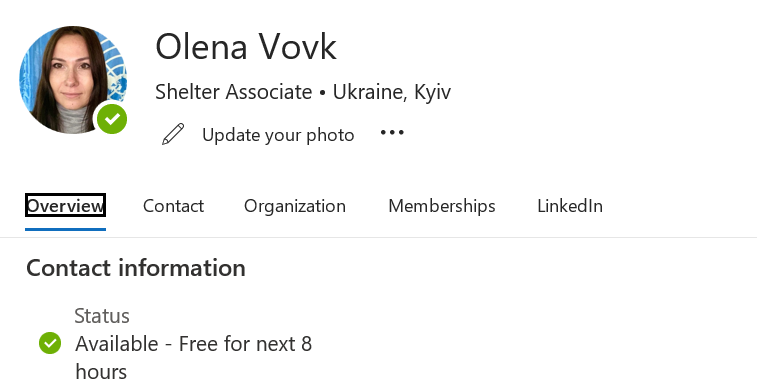 Olena Vovk
Shelter Associate • Ukraine, Kyiv
Update your photo
Overview Contact Organization Memberships LinkedIn
Contact information
Status
Available - Free for next 8
hours